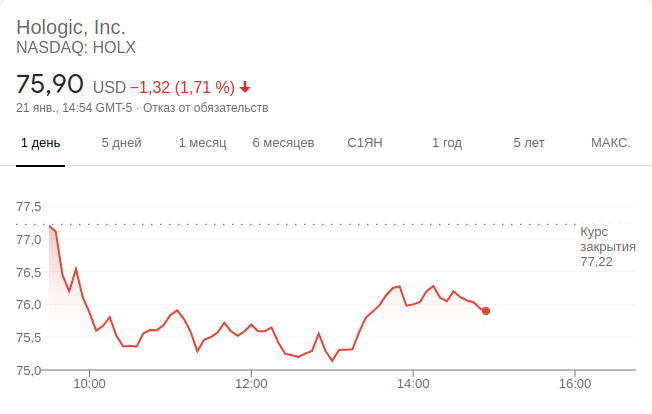 Hologic, Inc.
NASDAQ: HOLX
75,90 USD −1,32 (1,71 %)
21 янв., 14:54 GMT-5 · Отказ от обязательств
1 день 5 дней 1 месяц 6 месяцев С1ЯН 1 год 5 лет МАКС.
77,5
77,0
76,5
76,0
75,5
75,0
Курс
закрытия
77,22
10:00 12:00 14:00 16:00